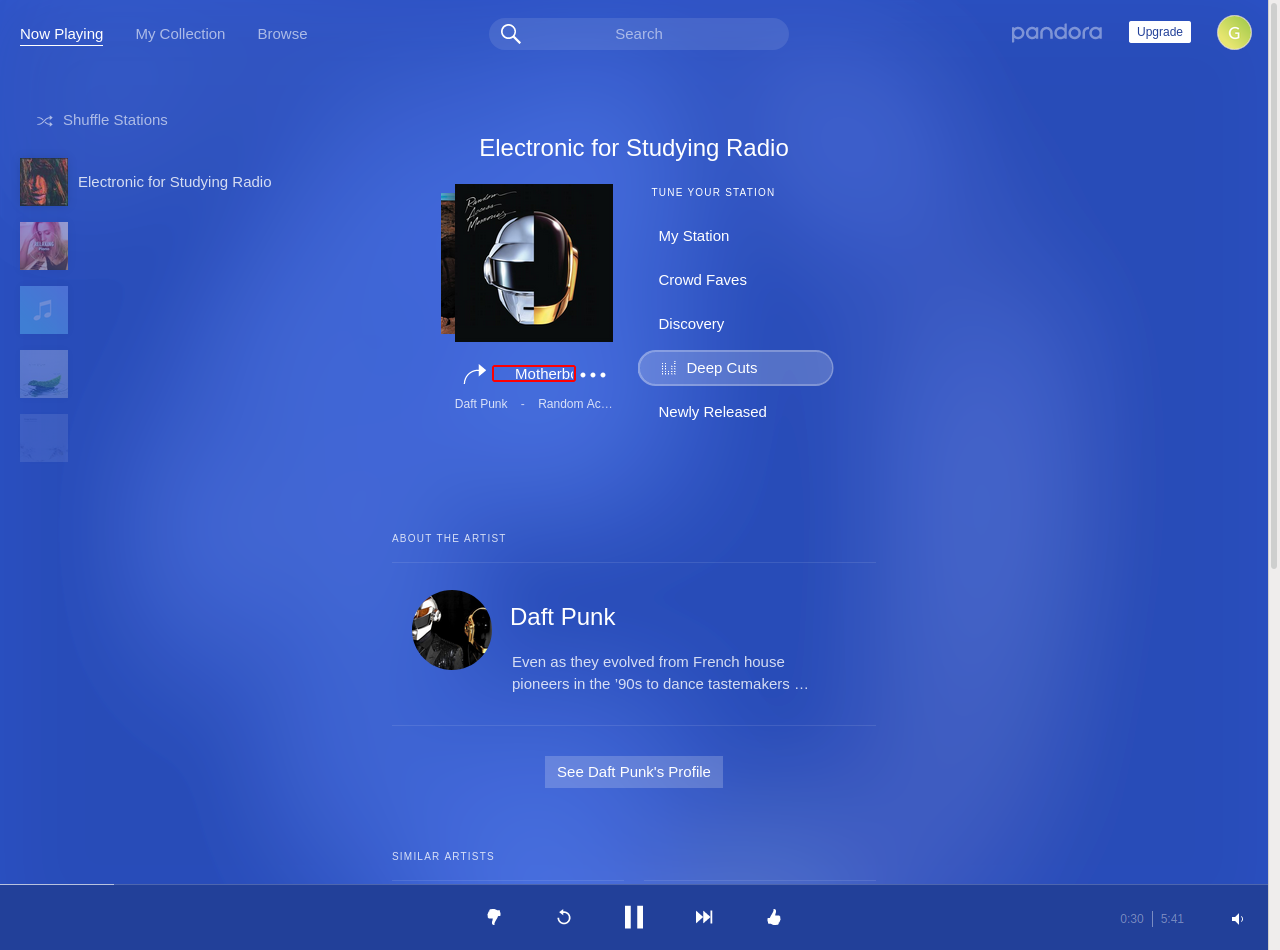 Now Playing
My Collection
Browse
Search
pandora
Upgrade
G
Shuffle Stations
Electronic for Studying Radio
Electronic for Studying Radio
Random
Access
Memories
TUNE YOUR STATION
My Station
Crowd Faves
Discovery
Deep Cuts
Newly Released
Motherbo
Daft Punk - Random Ac…
ABOUT THE ARTIST
Daft Punk
Even as they evolved from French house
pioneers in the ’90s to dance tastemakers …
See Daft Punk's Profile
SIMILAR ARTISTS
0:30
5:41